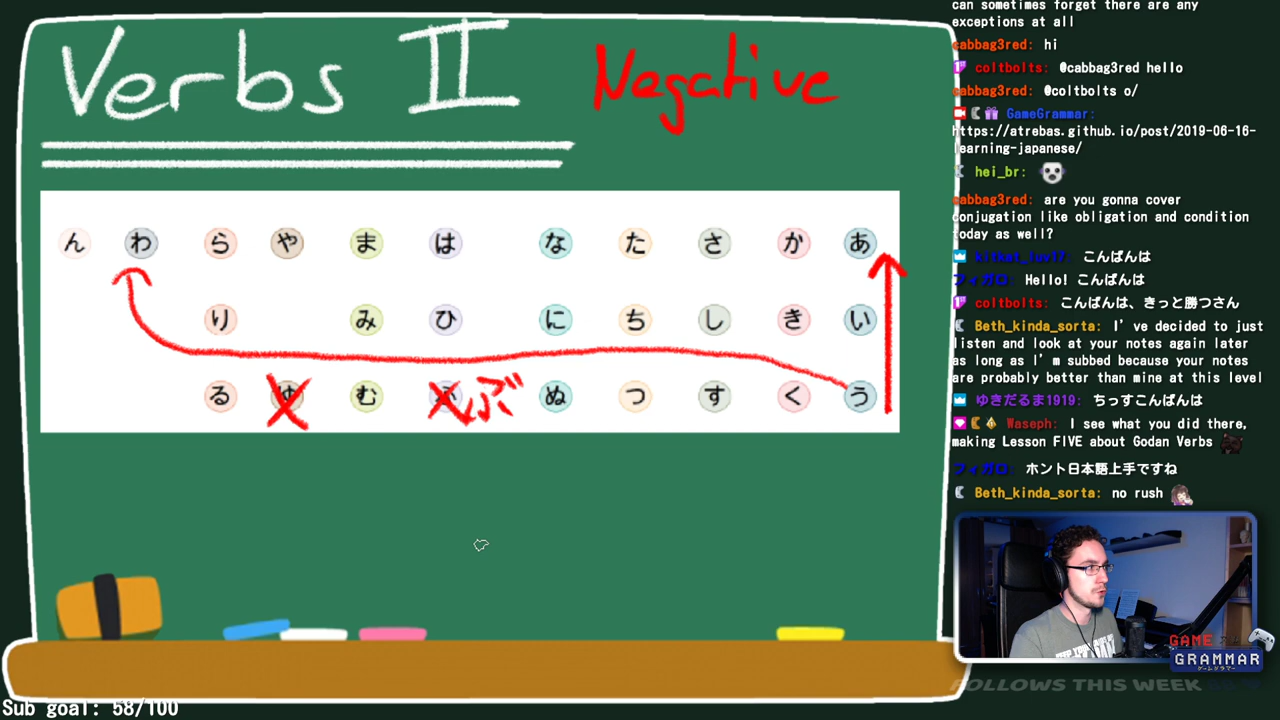 Verbs II Negative
ん わ ら や ま は な た さ か あ
り み ひ に ち し き い
る む ぶ ぬ つ す く う
Sub goal: 58/100
can sometimes forget there are any
exceptions at all
cabbag3red: hi
coltbolts: @cabbag3red hello
cabbag3red: @coltbolts o/
GameGrammar:
https://atrebas.github.io/post/2019-06-16-
learning-japanese/
hei_br:
cabbag3red: are you gonna cover
conjugation like obligation and condition
today as well?
こんばんは
フィガロ: Hello! こんばんは
coltbolts: こんばんは、きっと勝つさん
Beth_kinda_sorta: I've decided to just
listen and look at your notes again later
as long as I'm subbed because your notes
are probably better than mine at this level
ゆきだるま1919: ちっすこんばんは
Waseph: I see what you did there,
making Lesson FIVE about Godan Verbs
フィガロ: ホント日本語上手ですね
Beth_kinda_sorta: no rush
GAME
GRAMMAR
ゲームグラマー
FOLLOWS THIS WEEK